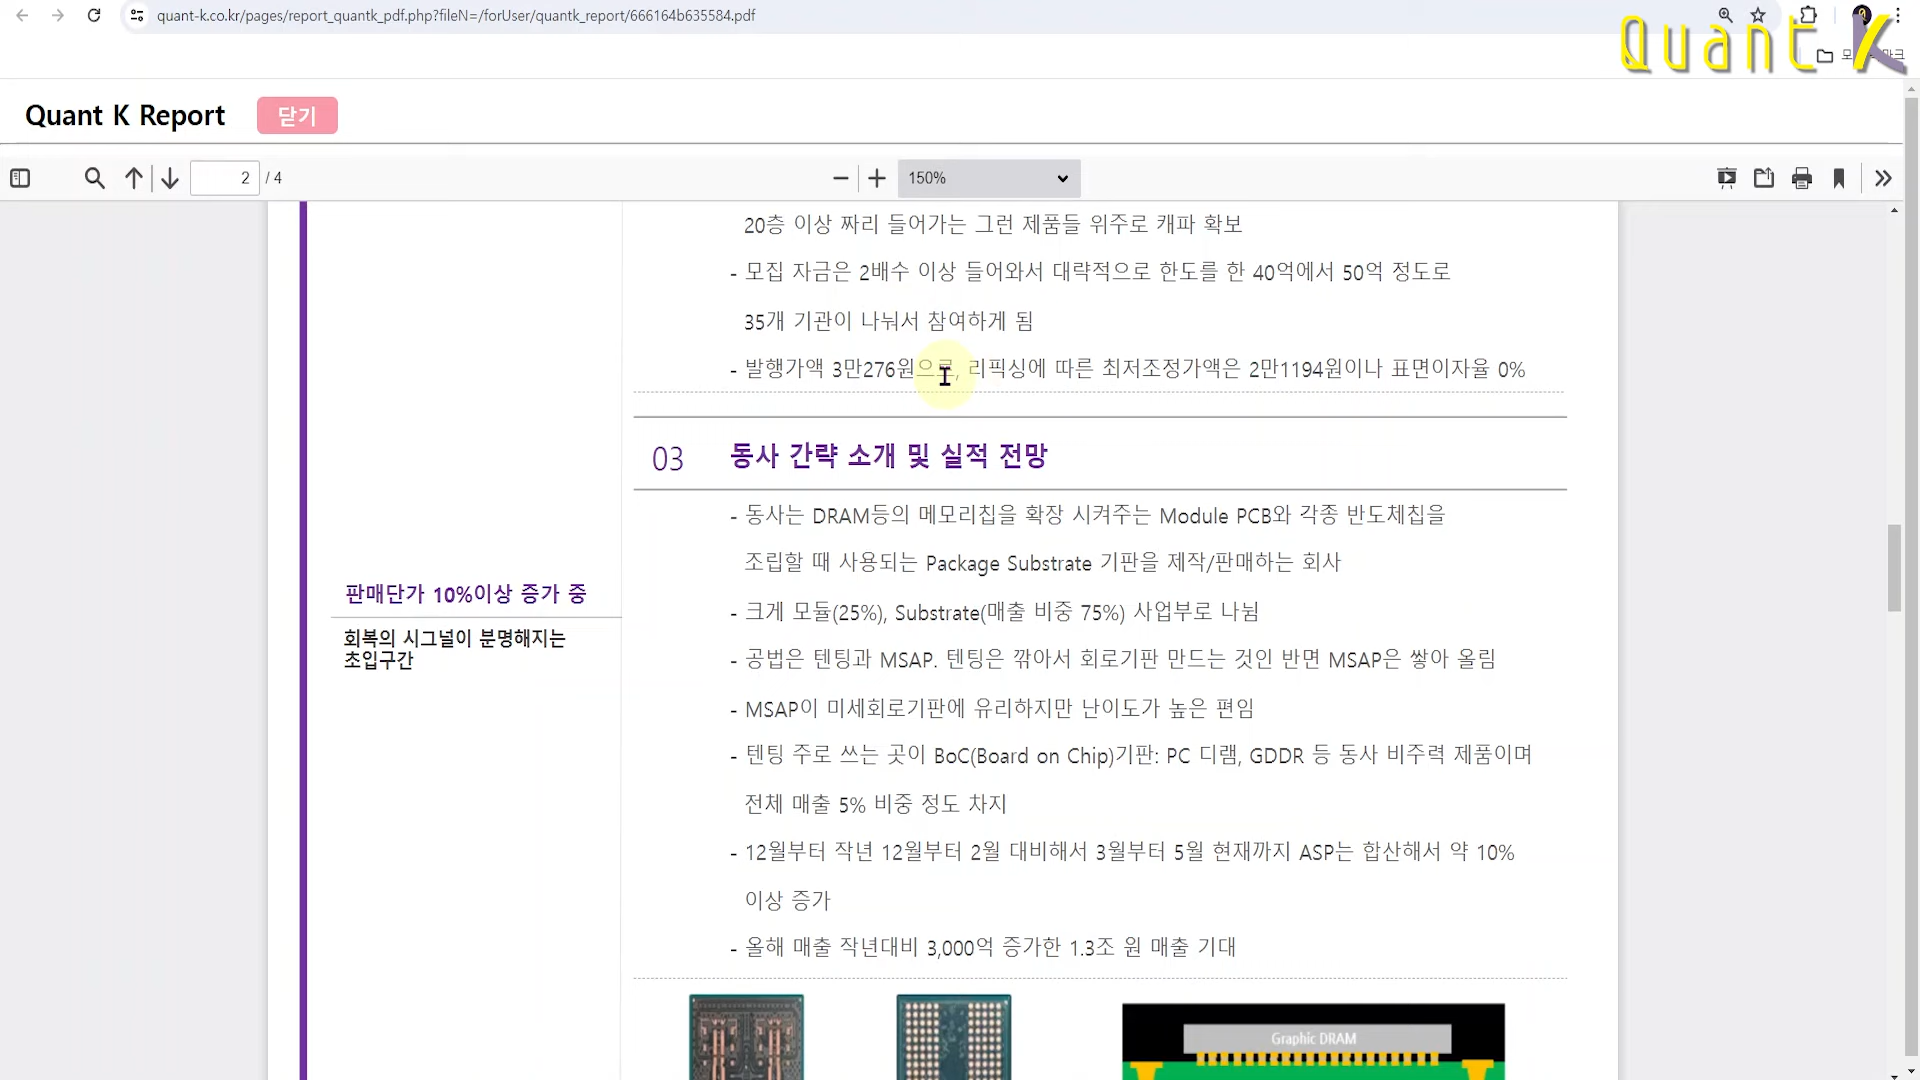 quant-k.co.kr/pages/report_quantk_pdf.php?fileN=/forUser/quantk_report/666164b635584.pdf
Quant K
Quant K Report
닫기
2 / 4
150%
20층 이상 짜리 들어가는 그런 제품들 위주로 캐파 확보
- 모집 자금은 2배수 이상 들어와서 대략적으로 한도를 한 40억에서 50억 정도로
35개 기관이 나눠서 참여하게 됨
- 발행가액 3만276원으로, 리픽싱에 따른 최저조정가액은 2만1194원이나 표면이자율 0%
03 동사 간략 소개 및 실적 전망
- 동사는 DRAM등의 메모리칩을 확장 시켜주는 Module PCB와 각종 반도체칩을
조립할 때 사용되는 Package Substrate 기판을 제작/판매하는 회사
판매단가 10%이상 증가 중
회복의 시그널이 분명해지는
초입구간
- 크게 모듈(25%), Substrate(매출 비중 75%) 사업부로 나뉨
- 공법은 텐팅과 MSAP. 텐팅은 깎아서 회로기판 만드는 것인 반면 MSAP은 쌓아 올림
- MSAP이 미세회로기판에 유리하지만 난이도가 높은 편임
- 텐팅 주로 쓰는 곳이 BoC(Board on Chip)기판: PC 디램, GDDR 등 동사 비주력 제품이며
전체 매출 5% 비중 정도 차지
- 12월부터 작년 12월부터 2월 대비해서 3월부터 5월 현재까지 ASP는 합산해서 약 10%
이상 증가
- 올해 매출 작년대비 3,000억 증가한 1.3조 원 매출 기대
Graphic DRAM